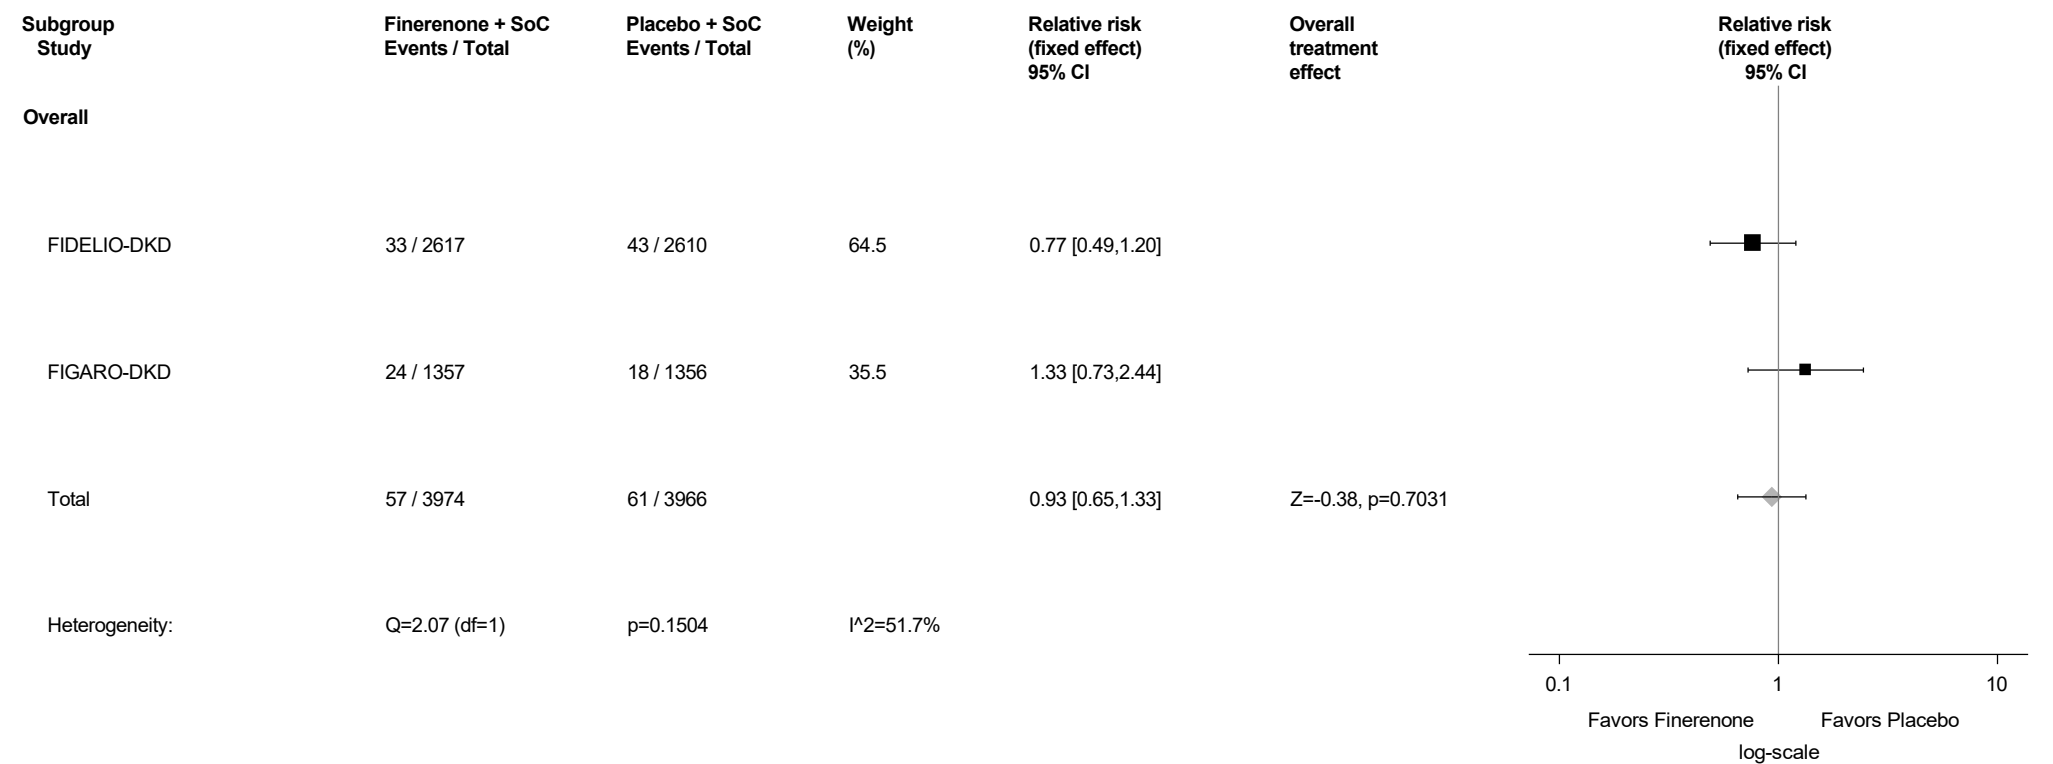 Subgroup Finerenone + SoC Placebo + SoC Weight Relative risk Overall Relative risk
Study Events / Total Events / Total (%) (fixed effect) treatment (fixed effect)
95% CI effect 95% CI
Overall
FIDELIO-DKD 33 / 2617 43 / 2610 64.5 0.77 [0.49,1.20]
FIGARO-DKD 24 / 1357 18 / 1356 35.5 1.33 [0.73,2.44]
Total 57 / 3974 61 / 3966 0.93 [0.65,1.33] Z=-0.38, p=0.7031
Heterogeneity: Q=2.07 (df=1) p=0.1504 I^2=51.7%
0.1 1 10
Favors Finerenone Favors Placebo
log-scale